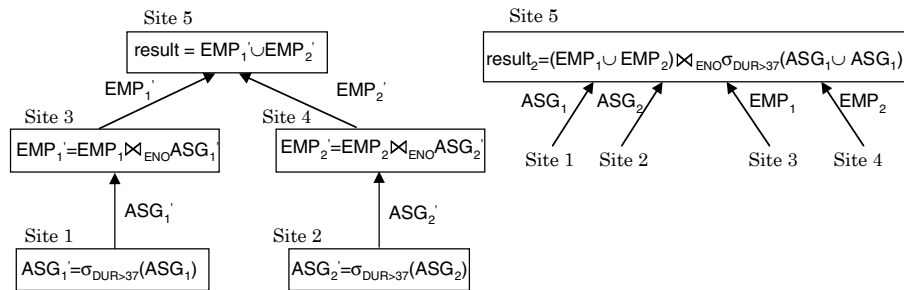 Site 5
result = EMP₁'∪EMP₂'
EMP₁'
EMP₂'
Site 3
EMP₁'=EMP₁⋈ENOASG₁'
Site 4
EMP₂'=EMP₂⋈ENOASG₂'
ASG₁'
ASG₂'
Site 1
ASG₁'=σDUR>37(ASG₁)
Site 2
ASG₂'=σDUR>37(ASG₂)
Site 5
result₂=(EMP₁∪ EMP₂)⋈ENOσDUR>37(ASG₁∪ ASG₁)
ASG₁
ASG₂
EMP₁
EMP₂
Site 1
Site 2
Site 3
Site 4